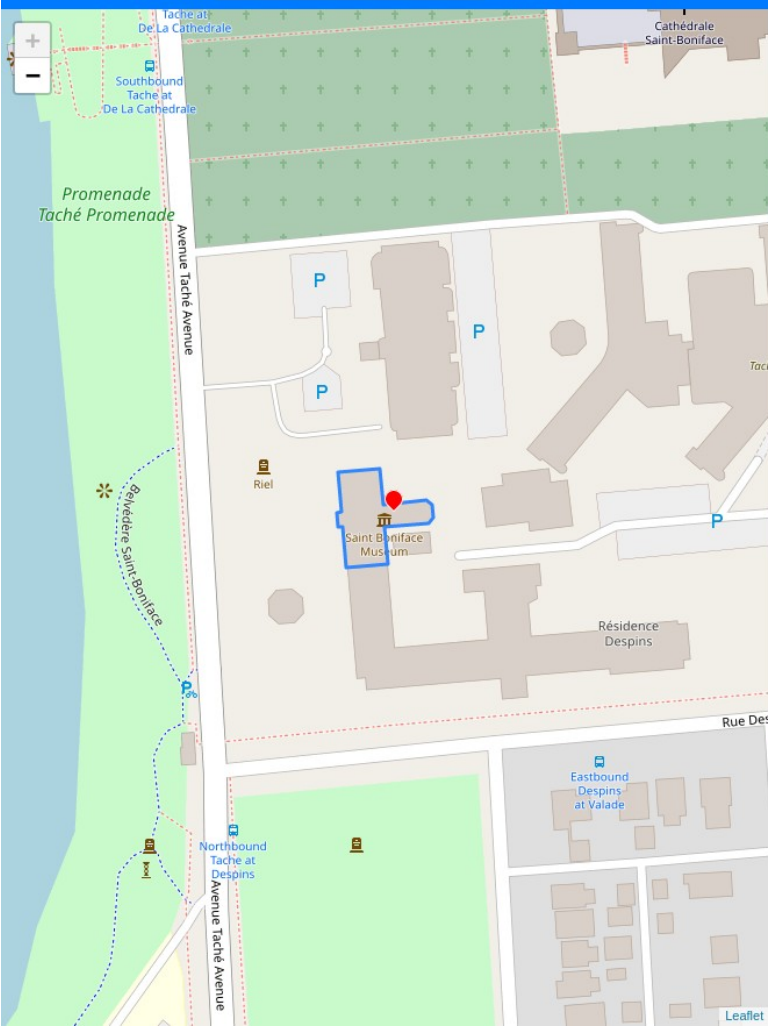 +
−
Tache at
De La Cathedrale
Cathédrale
Saint-Boniface
Southbound
Tache at
De La Cathedrale
Promenade
Taché Promenade
Avenue Taché Avenue
P
P
P
Riel
Belvédère Saint-Boniface
Saint Boniface
Museum
P
Résidence
Despins
P
Rue Des
Eastbound
Despins
at Valade
Northbound
Tache at
Despins
Avenue Taché Avenue
Leaflet